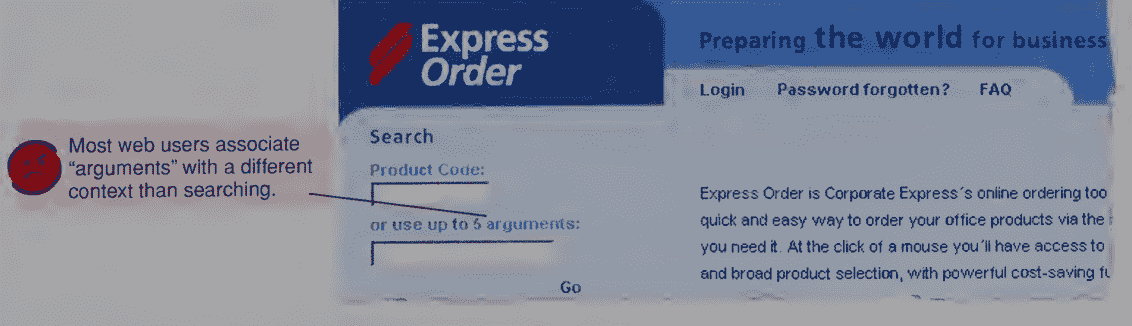 Express
Order
Preparing the world for business
Login Password forgotten? FAQ
Search
Product Code:
or use up to 5 arguments:
Go
Most web users associate
“arguments” with a different
context than searching.
Express Order is Corporate Express´s online ordering too
quick and easy way to order your office products via the
you need it. At the click of a mouse you´ll have access to
and broad product selection, with powerful cost-saving fu